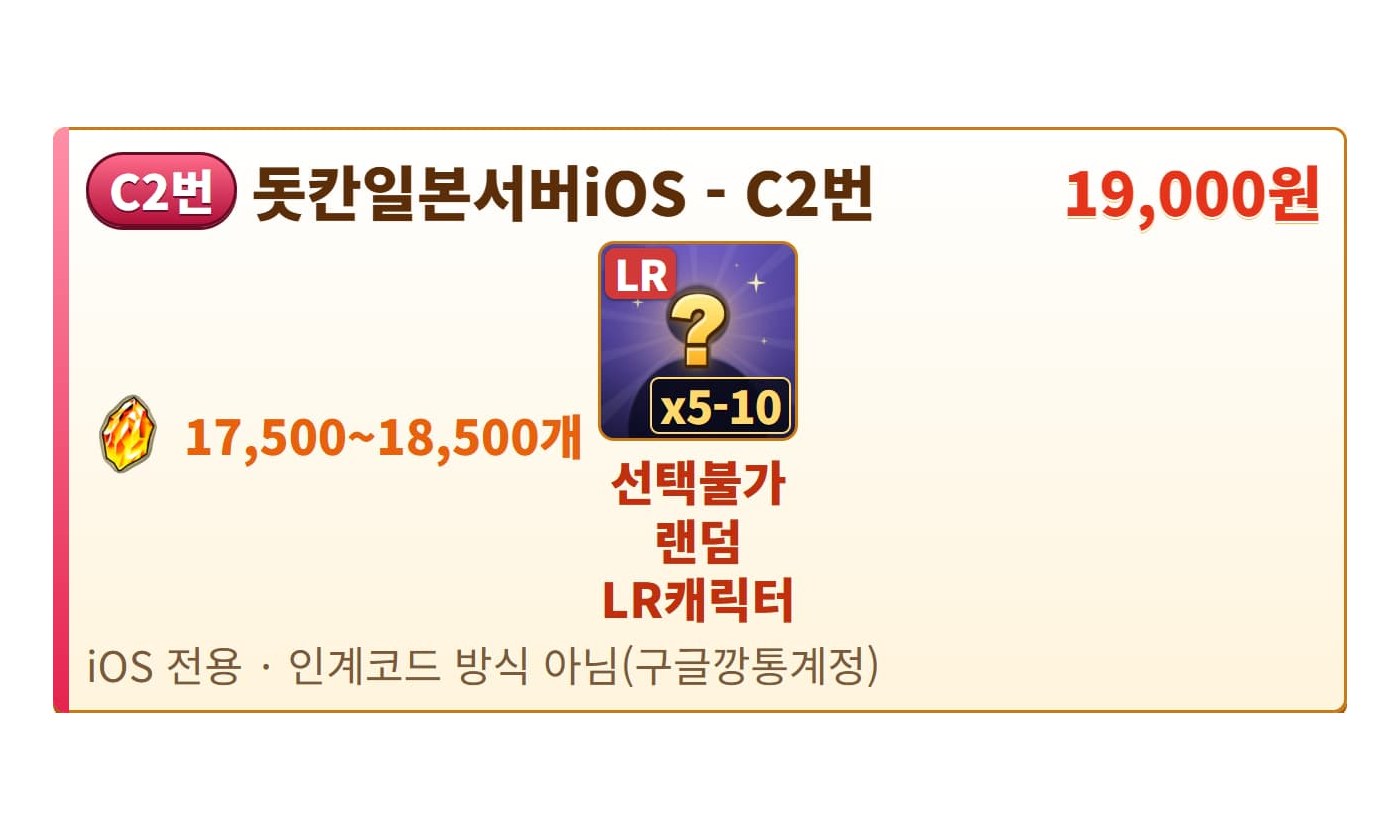 C2번 돗칸일본서버iOS - C2번 19,000원
LR
?
x5-10
17,500~18,500개
선택불가
랜덤
LR캐릭터
iOS 전용 · 인계코드 방식 아님(구글깡통계정)